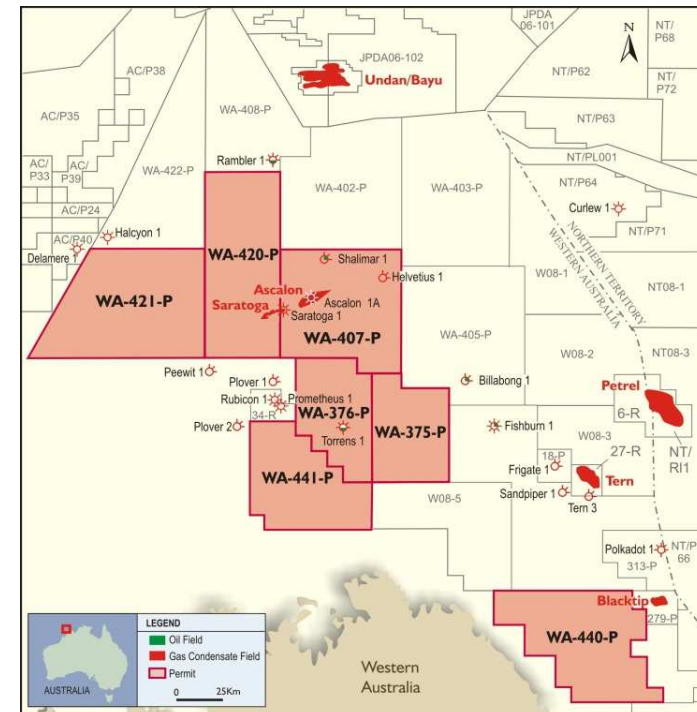 JPDA
06-101
NT/
P68
AC/P38
JPDA06-102
N
Undan/Bayu
NT/P62
NT/
P72
AC/P35
WA-408-P
NT/P63
Rambler 1
NT/PL001
AC/
P33
AC/
P39
WA-422-P
WA-402-P
WA-403-P
NT/P64
AC/P24
Curlew 1
Halcyon 1
NT/P71
AC/P40
Delamere 1
WA-420-P
Shalimar 1
NORTHERN TERRITORY
WESTERN AUSTRALIA
Helvetius 1
W08-1
NT08-1
Ascalon
WA-421-P
Saratoga
Ascalon 1A
Saratoga 1
WA-407-P
WA-405-P
W08-2
NT08-3
Peewit 1
Plover 1
Billabong 1
Petrel
Rubicon 1
Prometheus 1
6-R
34-R
WA-376-P
Plover 2
Torrens 1
WA-375-P
Fishburn 1
W08-3
27-R
NT/
RI1
18-P
Frigate 1
WA-441-P
Tern
W08-5
Sandpiper 1
Tern 3
Polkadot 1
NT/P
66
313-P
Blacktip
279-P
WA-440-P
LEGEND
Oil Field
Gas Condensate Field
Permit
0 25Km
AUSTRALIA
Western
Australia